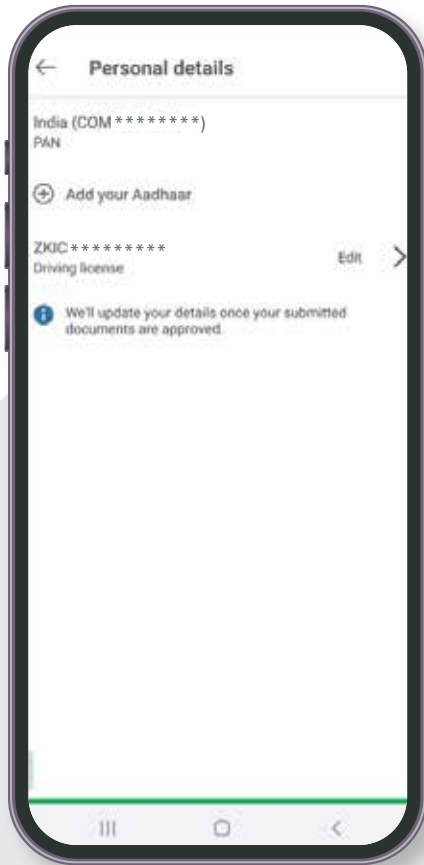 Personal details
India (COM********)
PAN
Add your Aadhaar
ZKIC*********
Driving license
Edit
We'll update your details once your submitted
documents are approved.